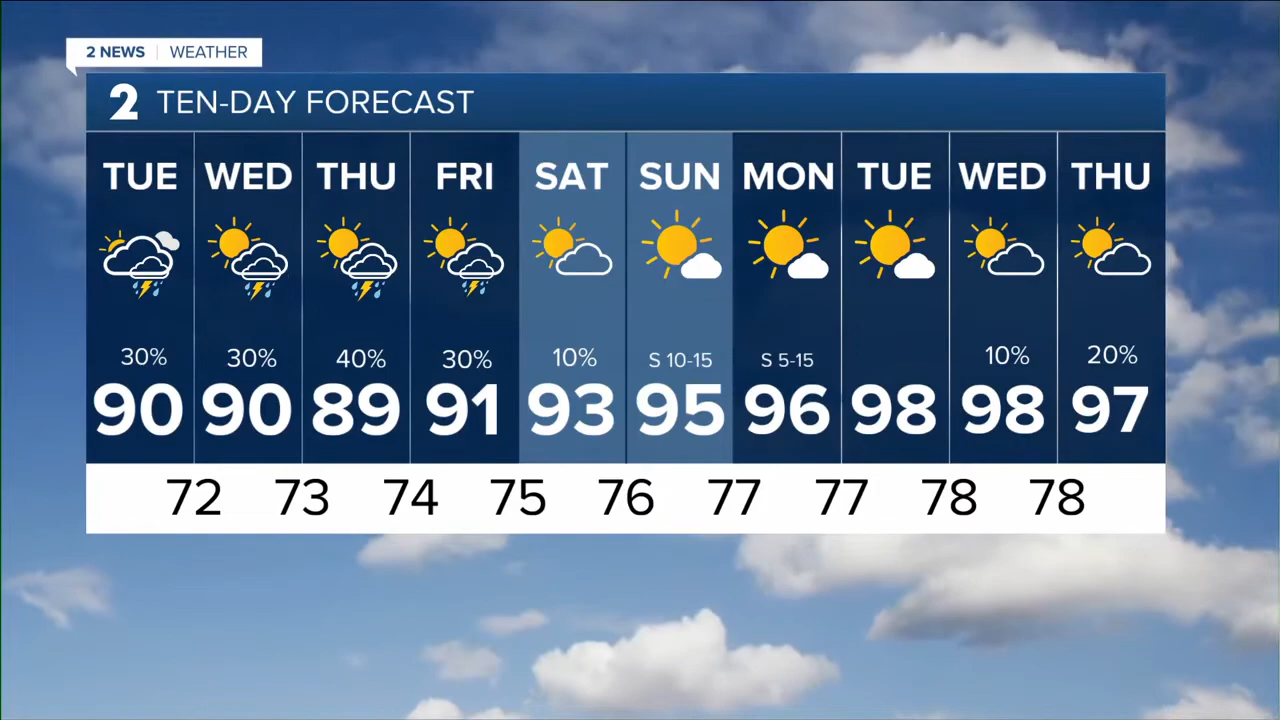 2 NEWS | WEATHER
2 TEN-DAY FORECAST
TUE WED THU FRI SAT SUN MON TUE WED THU
30% 30% 40% 30% 10% S 10-15 S 5-15 10% 20%
90 90 89 91 93 95 96 98 98 97
72 73 74 75 76 77 77 78 78